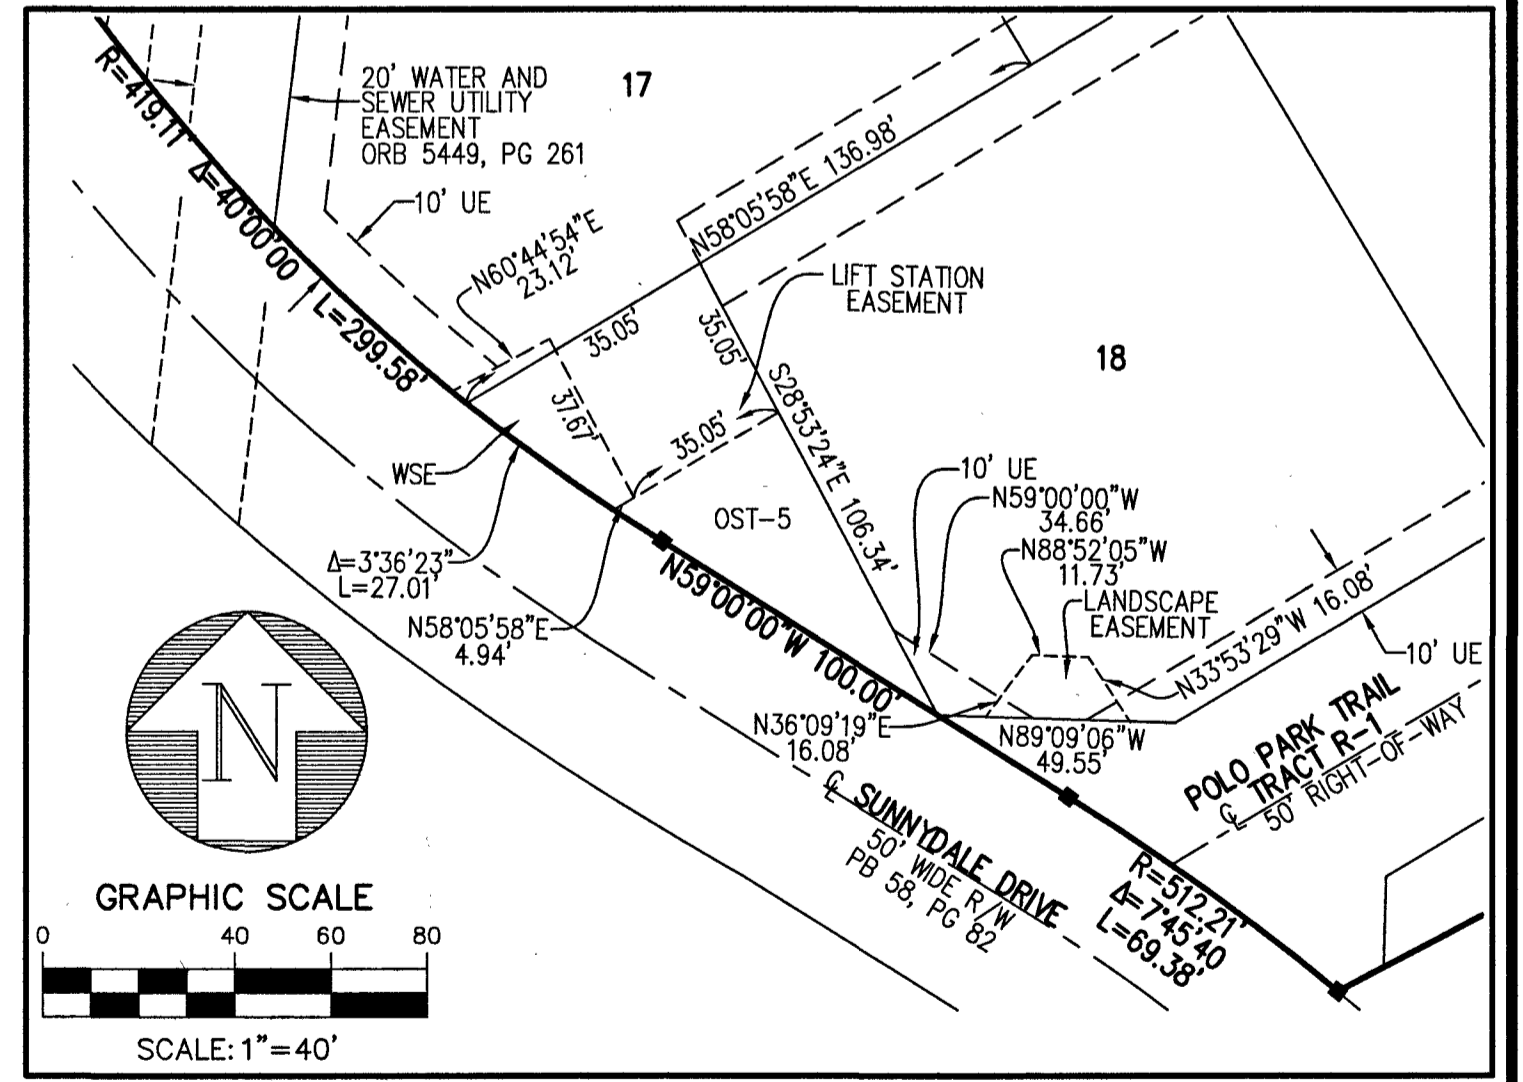 17
20' WATER AND
SEWER UTILITY
EASEMENT
ORB 5449, PG 261
10' UE
R=419.11' Δ=40°00'00 L=299.58'
N60°44'54"E
23.12'
N58°05'58"E 136.98'
LIFT STATION
EASEMENT
35.05'
35.05'
18
37.67'
35.05'
S28°53'24"E 106.34'
WSE
OST-5
10' UE
N59°00'00"W
34.66'
N88°52'05"W
11.73'
LANDSCAPE
EASEMENT
Δ=3°36'23"
L=27.01'
N58°05'58"E
4.94'
N59°00'00"W 100.00'
N33°53'29"W 16.08'
10' UE
N36°09'19"E
16.08'
N89°09'06"W
49.55'
POLO PARK TRAIL
℄ TRACT R-1
50' RIGHT-OF-WAY
℄ SUNNYDALE DRIVE
50' WIDE R/W
PB 58, PG 82
R=512.21'
Δ=7°45'40
L=69.38'
N
GRAPHIC SCALE
0 40 60 80
SCALE: 1"=40'